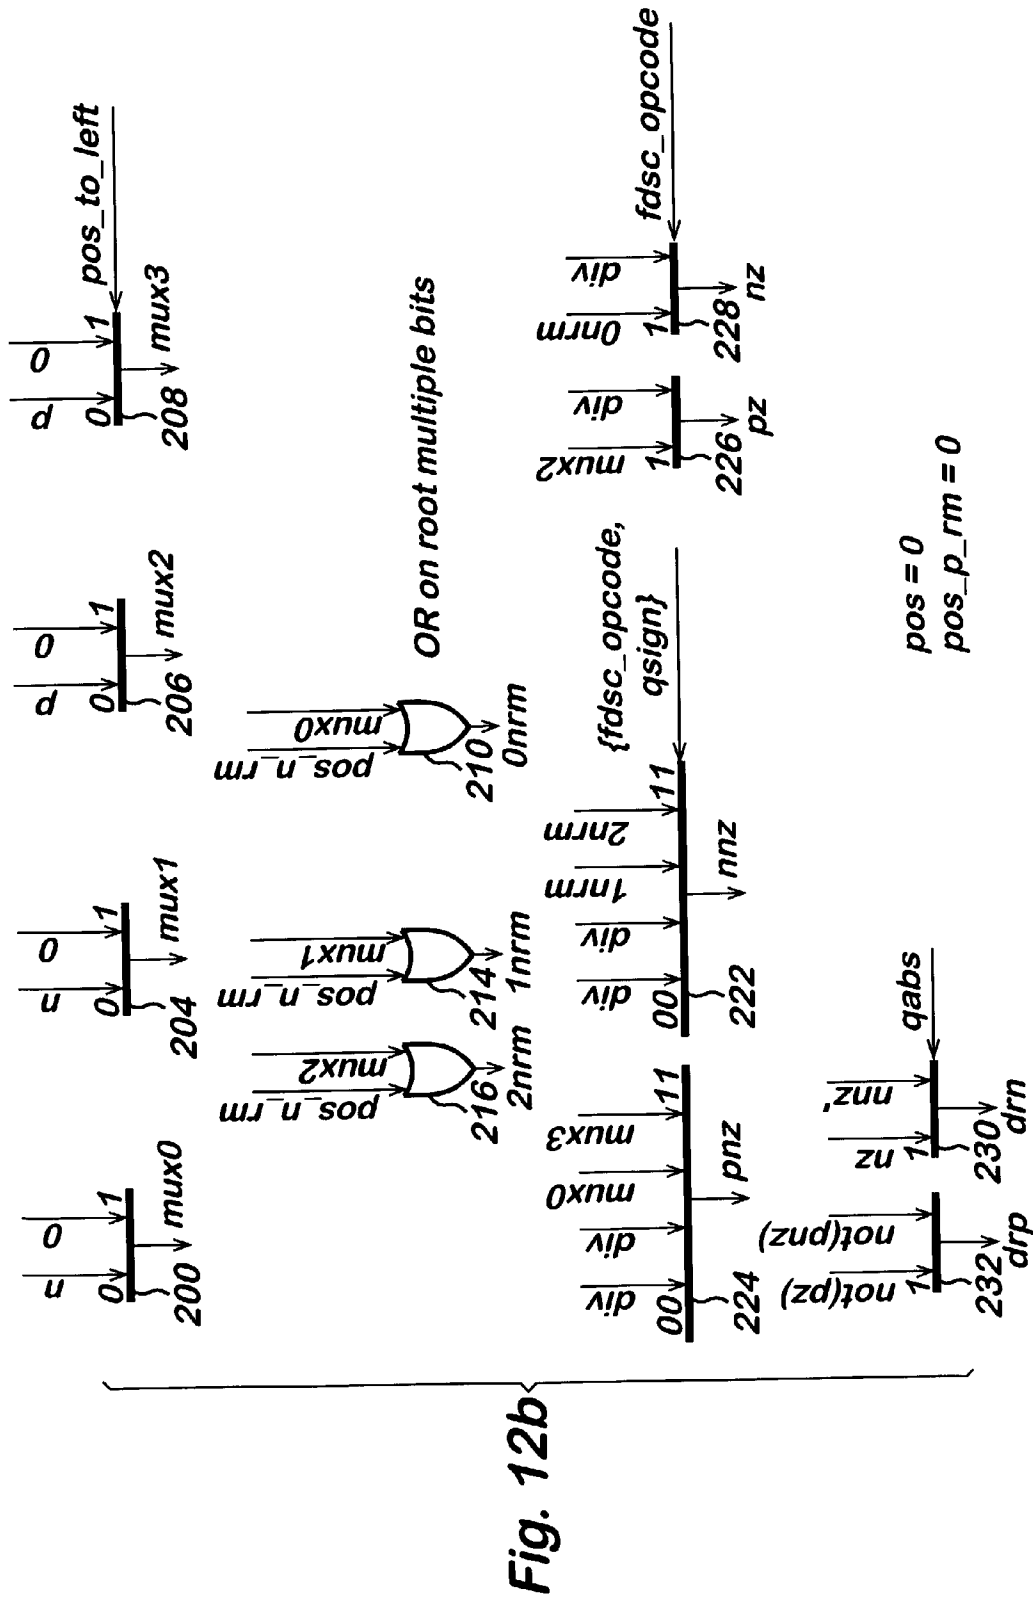 n 0
0 1
200 mux0
n 0
0 1
204 mux1
p 0
0 1
206 mux2
p 0
0 1 pos_to_left
208 mux3
pos_n_rm mux2
216
2nrm
pos_n_rm mux1
214
1nrm
pos_n_rm mux0
210
0nrm
OR on root multiple bits
div div mux0 mux3
00 11
224 pnz
div div 1nrm 2nrm
00 11
222 nnz
{fdsc_opcode,
qsign}
mux2 div
1
226 pz
0nrm div
1 fdsc_opcode
228 nz
not(pz) not(pnz)
1
232 drp
nz nnz'
1 qabs
230 drn
pos = 0
pos_p_rm = 0
Fig. 12b